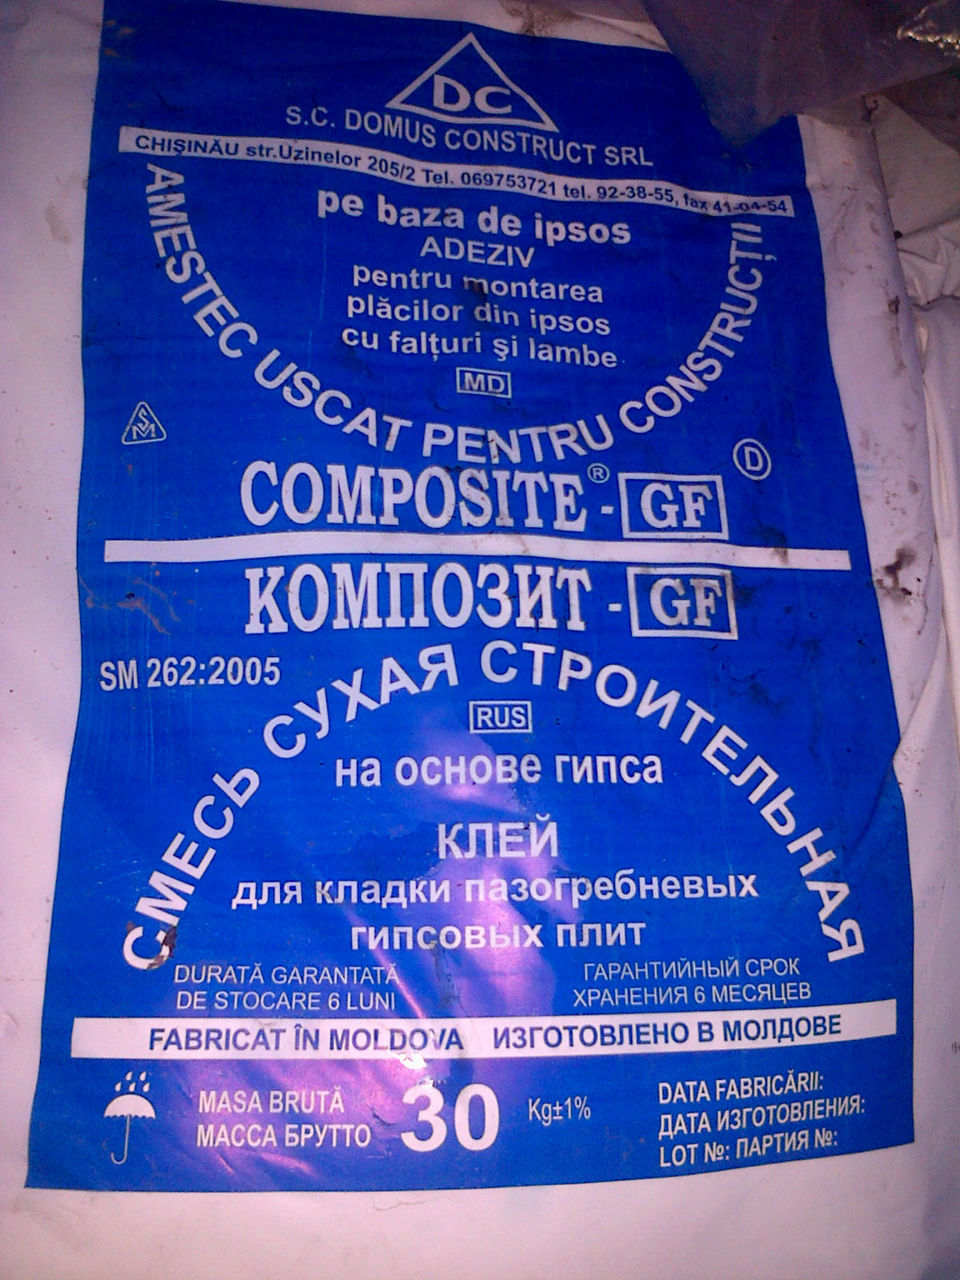 DC
S.C. DOMUS CONSTRUCT SRL
CHIŞINĂU str.Uzinelor 205/2 Tel. 069753721 tel. 92-38-55, fax 41-04-54
pe baza de ipsos
ADEZIV
pentru montarea
plăcilor din ipsos
cu falţuri şi lambe
MD
AMESTEC USCAT PENTRU CONSTRUCŢII
SM
D
COMPOSITE® - GF
КОМПОЗИТ - GF
SM 262:2005
СМЕСЬ СУХАЯ СТРОИТЕЛЬНАЯ
RUS
на основе гипса
КЛЕЙ
для кладки пазогребневых
гипсовых плит
DURATĂ GARANTATĂ
DE STOCARE 6 LUNI
ГАРАНТИЙНЫЙ СРОК
ХРАНЕНИЯ 6 МЕСЯЦЕВ
FABRICAT ÎN MOLDOVA ИЗГОТОВЛЕНО В МОЛДОВЕ
MASA BRUTĂ
МАССА БРУТТО
30 Kg±1%
DATA FABRICĂRII:
ДАТА ИЗГОТОВЛЕНИЯ:
LOT №: ПАРТИЯ №: